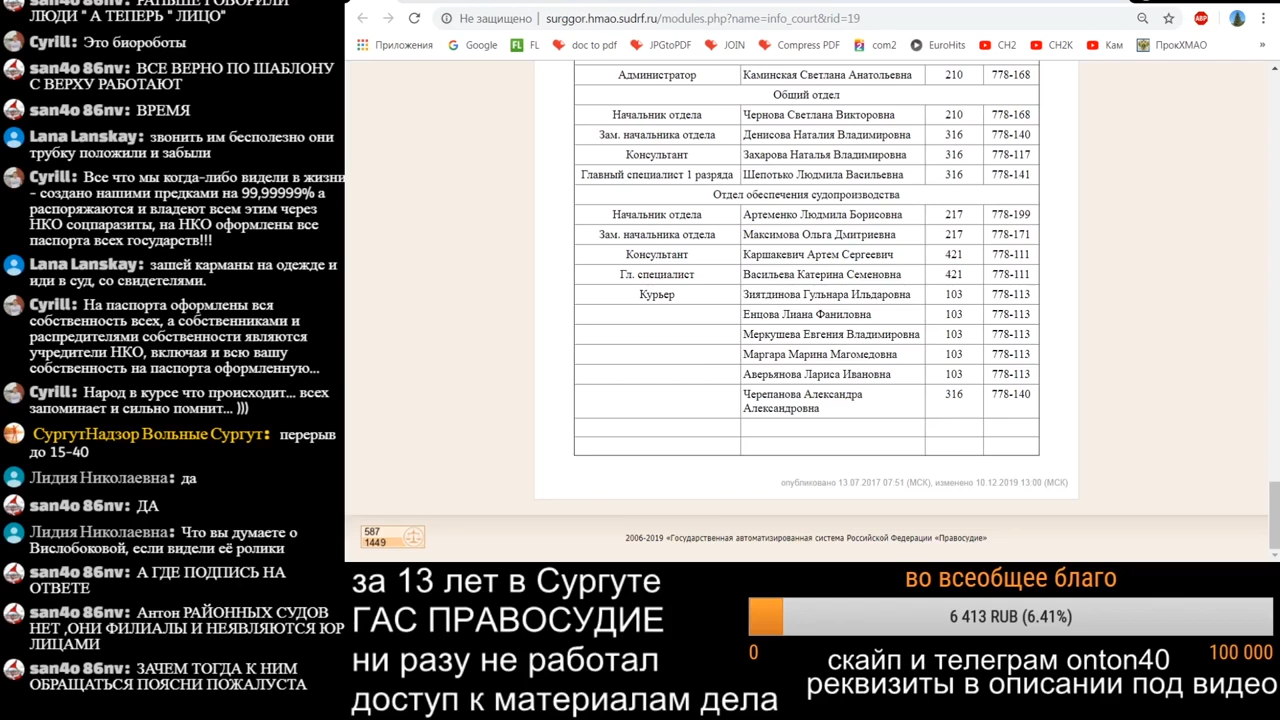 РАНЬШЕ ГОВОРИЛИ
ЛЮДИ " А ТЕПЕРЬ " ЛИЦО"
Cyrill: Это биороботы
san4o 86nv: ВСЕ ВЕРНО ПО ШАБЛОНУ
С ВЕРХУ РАБОТАЮТ
san4o 86nv: ВРЕМЯ
Lana Lanskay: звонить им бесполезно они
трубку положили и забыли
Cyrill: Все что мы когда-либо видели в жизни
- создано нашими предками на 99,99999% а
распоряжаются и владеют всем этим через
НКО соцпаразиты, на НКО оформлены все
паспорта всех государств!!!
Lana Lanskay: зашей карманы на одежде и
иди в суд, со свидетелями.
Cyrill: На паспорта оформлены вся
собственность всех, а собственниками и
распредилями собственности являются
учредители НКО, включая и всю вашу
собственность на паспорта оформленную...
Cyrill: Народ в курсе что происходит... всех
запоминает и сильно помнит... )))
СургутНадзор Вольные Сургут: перерыв
до 15-40
Лидия Николаевна: да
san4o 86nv: ДА
Лидия Николаевна: Что вы думаете о
Вислобоковой, если видели её ролики
san4o 86nv: А ГДЕ ПОДПИСЬ НА
ОТВЕТЕ
san4o 86nv: Антон РАЙОННЫХ СУДОВ
НЕТ ,ОНИ ФИЛИАЛЫ И НЕЯВЛЯЮТСЯ ЮР
ЛИЦАМИ
san4o 86nv: ЗАЧЕМ ТОГДА К НИМ
ОБРАЩАТЬСЯ ПОЯСНИ ПОЖАЛУСТА
Не защищено | surggor.hmao.sudrf.ru/modules.php?name=info_court&rid=19
ABP
Приложения Google FL FL doc to pdf JPGtoPDF JOIN Compress PDF com2 EuroHits CH2 CH2K Кам ПрокХМАО »
Администратор Каминская Светлана Анатольевна 210 778-168
Общий отдел
Начальник отдела Чернова Светлана Викторовна 210 778-168
Зам. начальника отдела Денисова Наталия Владимировна 316 778-140
Консультант Захарова Наталья Владимировна 316 778-117
Главный специалист 1 разряда Шепотько Людмила Васильевна 316 778-141
Отдел обеспечения судопроизводства
Начальник отдела Артеменко Людмила Борисовна 217 778-199
Зам. начальника отдела Максимова Ольга Дмитриевна 217 778-171
Консультант Каршакевич Артем Сергеевич 421 778-111
Гл. специалист Васильева Катерина Семеновна 421 778-111
Курьер Зиятдинова Гульнара Ильдаровна 103 778-113
Енцова Лиана Фаниловна 103 778-113
Меркушева Евгения Владимировна 103 778-113
Маргара Марина Магомедовна 103 778-113
Аверьянова Лариса Ивановна 103 778-113
Черепанова Александра
Александровна 316 778-140
опубликовано 13.07.2017 07:51 (МСК), изменено 10.12.2019 13:00 (МСК)
587
1449
2006-2019 «Государственная автоматизированная система Российской Федерации «Правосудие»
за 13 лет в Сургуте
ГАС ПРАВОСУДИЕ
ни разу не работал
доступ к материалам дела
во всеобщее благо
6 413 RUB (6.41%)
0 100 000
скайп и телеграм onton40
реквизиты в описании под видео